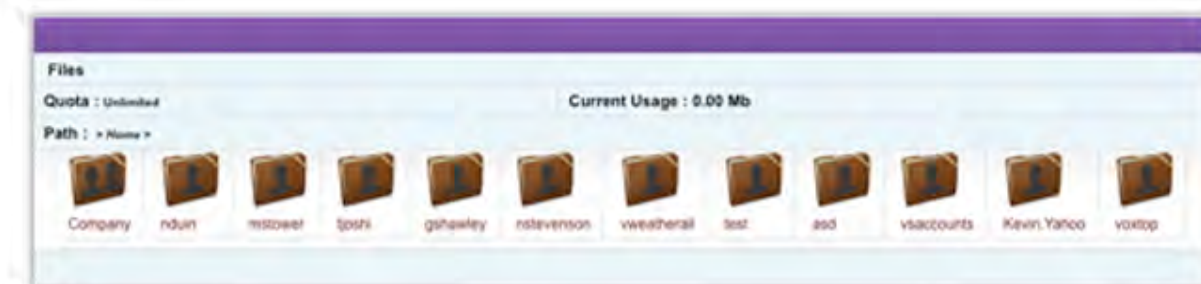 Files
Quota : Unlimited Current Usage : 0.00 Mb
Path : > Home >
Company nduin mstower tjoshi gshawley nstevenson vweatherall test asd vsaccounts Kevin.Yahoo voxtop